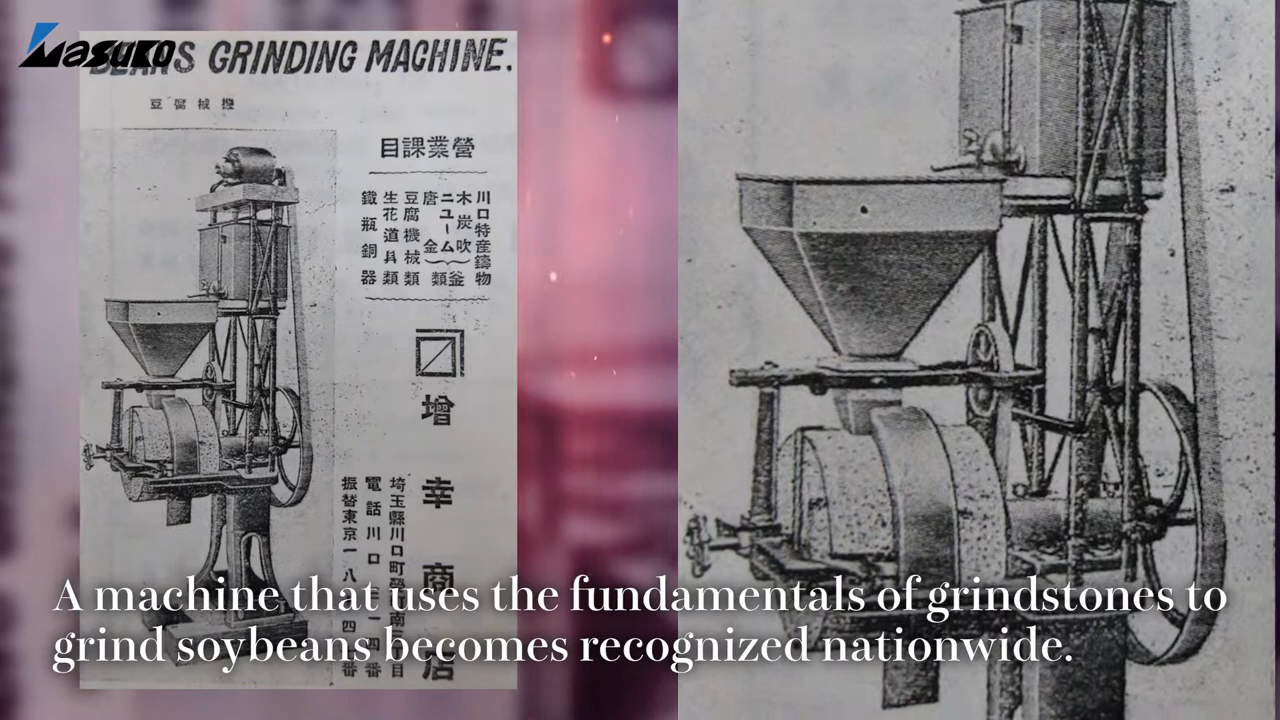 Masuko
BEANS GRINDING MACHINE.
豆腐械機
目課業營
川口特産鑄物
木炭吹釜
ニユーム
唐金
類
豆腐機械類
生花道具類
鐵瓶銅器
増幸商店
埼玉縣川口町
電話川口
振替東京一八四
A machine that uses the fundamentals of grindstones to
grind soybeans becomes recognized nationwide.